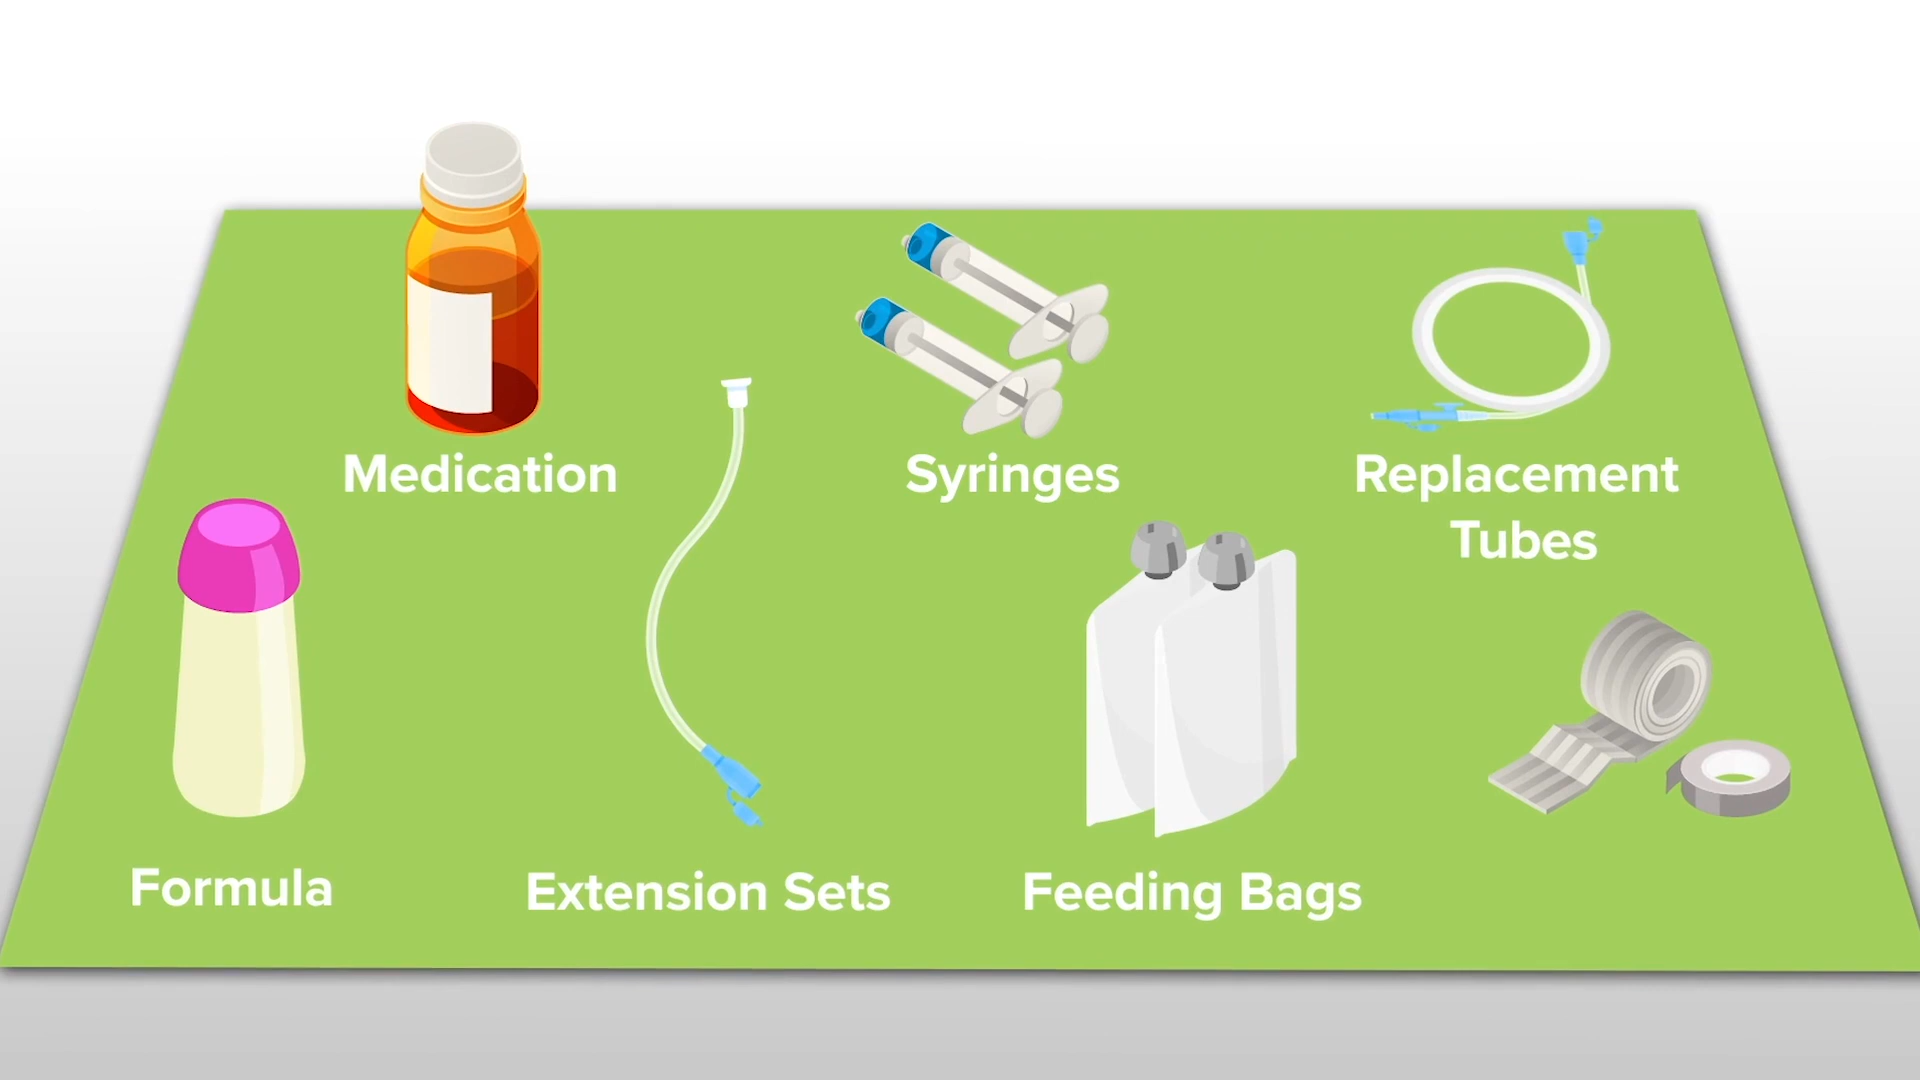 Medication
Syringes
Replacement
Tubes
Formula
Extension Sets
Feeding Bags